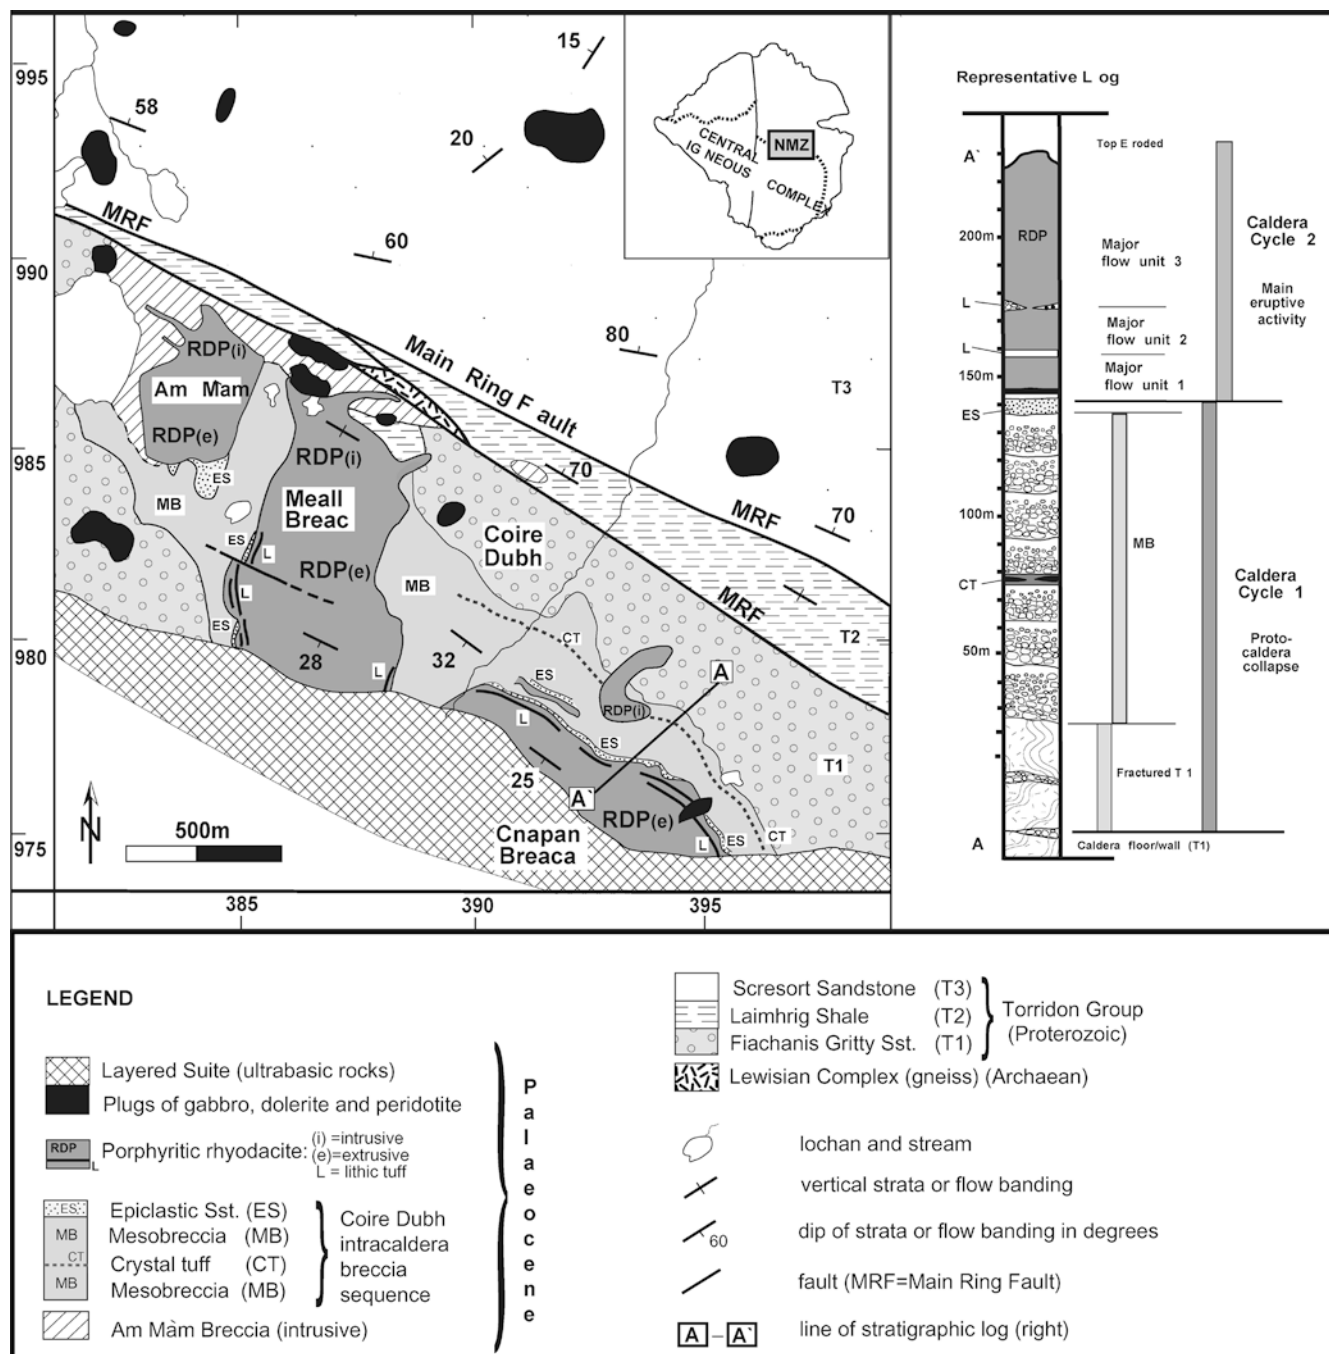 995
990
985
980
975
385
390
395
58
15
20
60
80
70
70
28
32
25
MRF
Main Ring Fault
MRF
MRF
T3
T2
T1
CENTRAL
IG NEOUS
COMPLEX
NMZ
RDP(i)
Am Mam
RDP(e)
ES
MB
RDP(i)
Meall
Breac
RDP(e)
ES
L
L
ES
L
Coire
Dubh
MB
CT
ES
RDP(i)
L
ES
A
A`
RDP(e)
L
ES
CT
Cnapan
Breaca
N
500m
Representative L og
A`
200m
L
L
150m
ES
100m
CT
50m
A
RDP
Top E roded
Major
flow unit 3
Major
flow unit 2
Major
flow unit 1
MB
Fractured T 1
Caldera floor/wall (T1)
Caldera
Cycle 2
Main
eruptive
activity
Caldera
Cycle 1
Proto-
caldera
collapse
LEGEND
Layered Suite (ultrabasic rocks)
Plugs of gabbro, dolerite and peridotite
RDP
L
Porphyritic rhyodacite: (i) =intrusive
(e)=extrusive
L = lithic tuff
ES Epiclastic Sst. (ES)
MB Mesobreccia (MB)
CT Crystal tuff (CT)
MB Mesobreccia (MB)
Coire Dubh
intracaldera
breccia
sequence
Am Màm Breccia (intrusive)
Palaeocene
Scresort Sandstone (T3)
Laimhrig Shale (T2)
Fiachanis Gritty Sst. (T1)
Torridon Group
(Proterozoic)
Lewisian Complex (gneiss) (Archaean)
lochan and stream
vertical strata or flow banding
60 dip of strata or flow banding in degrees
fault (MRF=Main Ring Fault)
A – A` line of stratigraphic log (right)